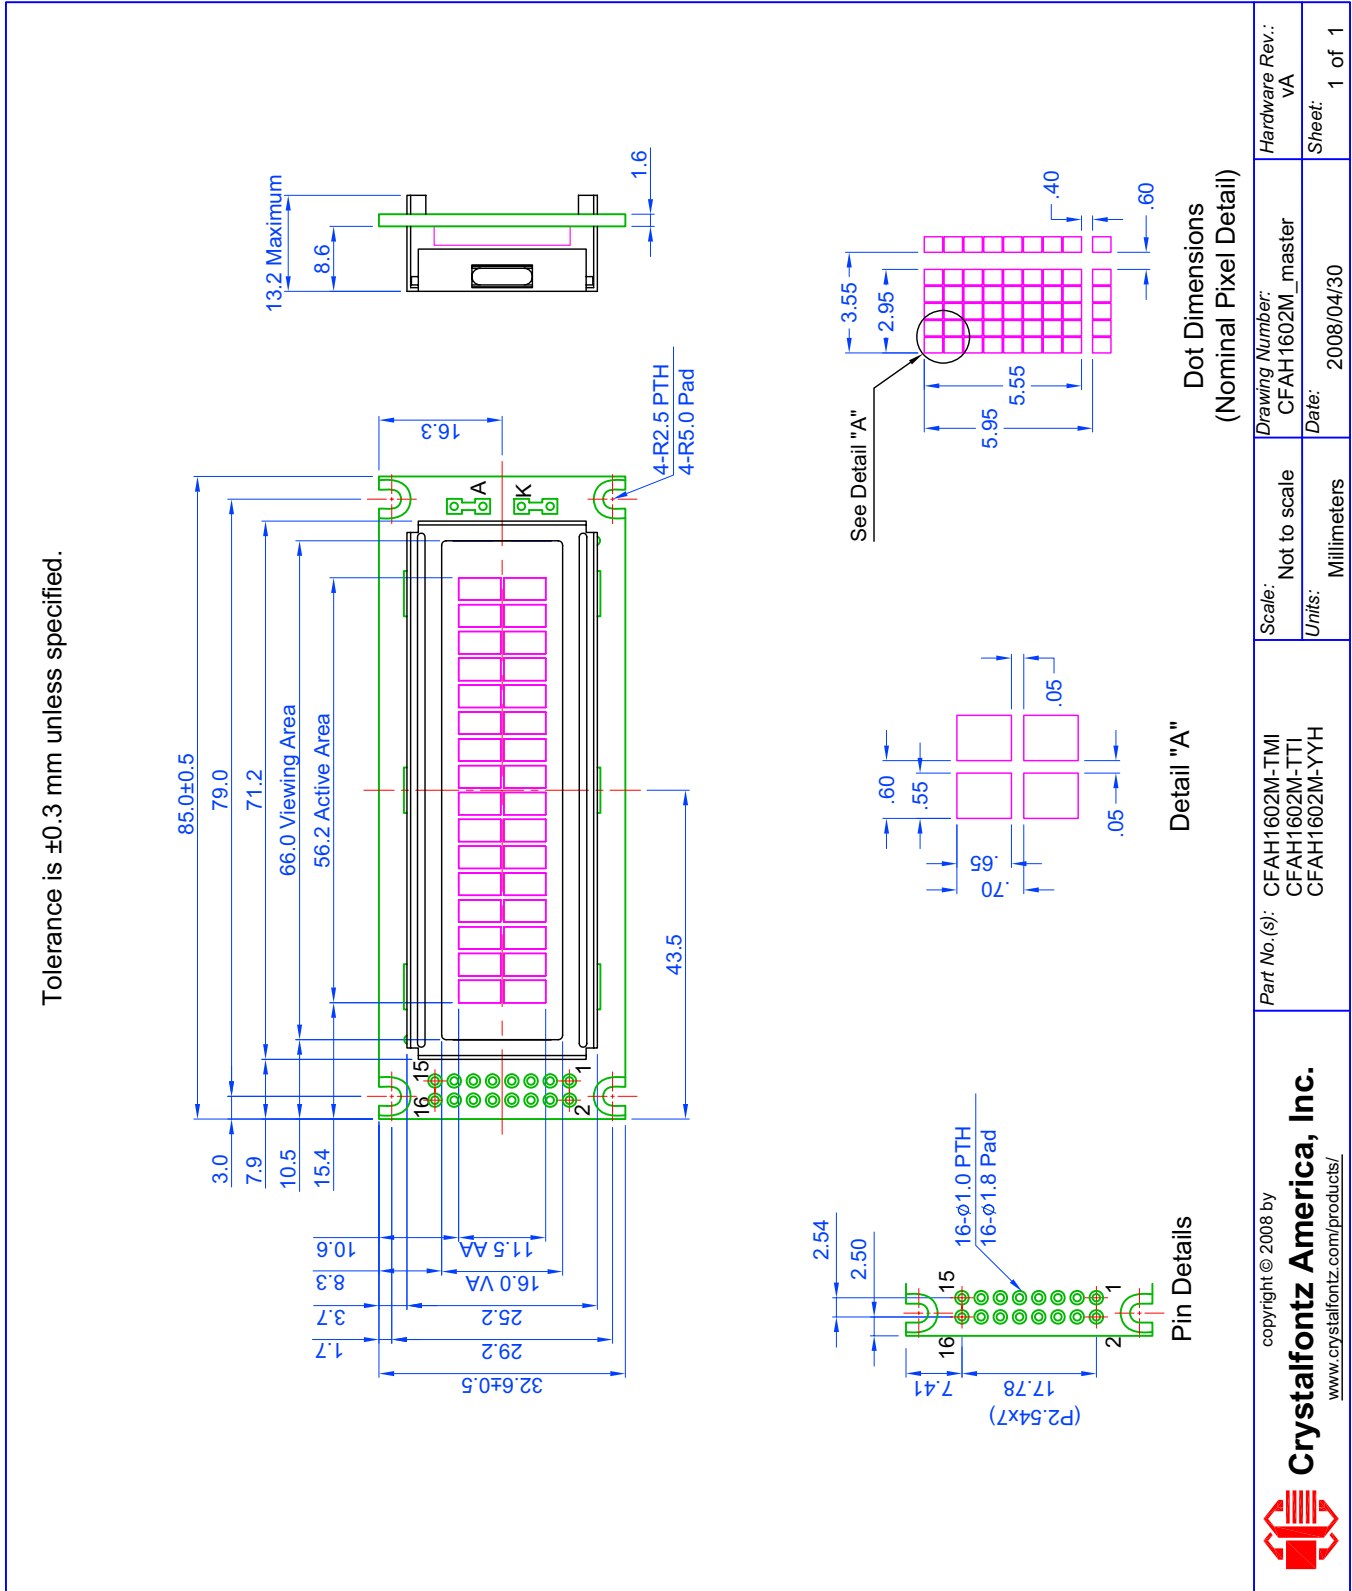 Tolerance is ±0.3 mm unless specified.
85.0±0.5
79.0
71.2
66.0 Viewing Area
56.2 Active Area
3.0
7.9
10.5
15.4
43.5
16.3
32.6±0.5
29.2
25.2
16.0 VA
11.5 AA
1.7
3.7
8.3
10.6
15
16
1
2
A
K
4-R2.5 PTH
4-R5.0 Pad
13.2 Maximum
8.6
1.6
2.54
2.50
16-ø1.0 PTH
16-ø1.8 Pad
15
16
1
2
7.41
17.78
(P2.54x7)
Pin Details
.60
.55
.65
.70
.05
.05
Detail "A"
See Detail "A"
3.55
2.95
5.55
5.95
.40
.60
Dot Dimensions
(Nominal Pixel Detail)
copyright © 2008 by
Crystalfontz America, Inc.
www.crystalfontz.com/products/
Part No.(s):
CFAH1602M-TMI
CFAH1602M-TTI
CFAH1602M-YYH
Scale:
Not to scale
Units:
Millimeters
Drawing Number:
CFAH1602M_master
Date:
2008/04/30
Hardware Rev.:
vA
Sheet:
1 of 1